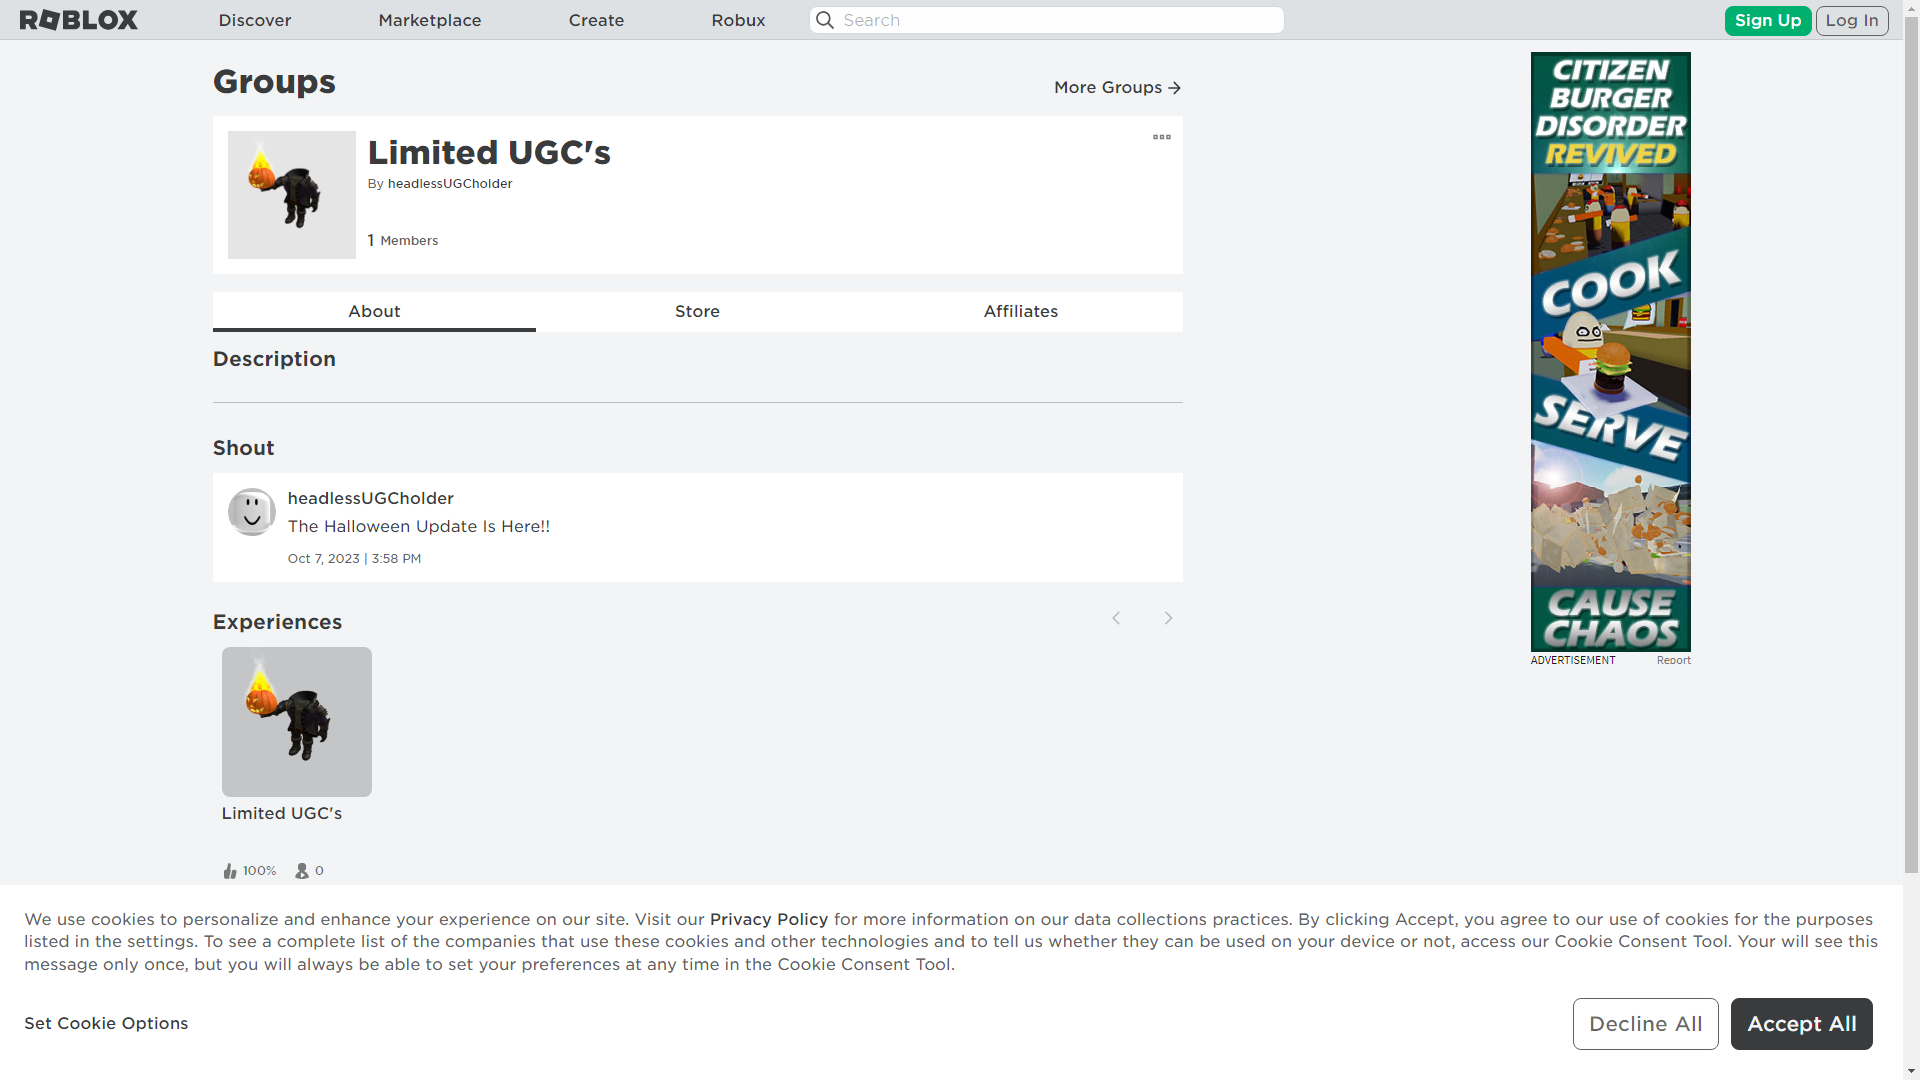 ROBLOX
Discover
Marketplace
Create
Robux
Search
Sign Up
Log In
Groups
More Groups
Limited UGC's
By headlessUGCholder
1 Members
About
Store
Affiliates
Description
Shout
headlessUGCholder
The Halloween Update Is Here!!
Oct 7, 2023 | 3:58 PM
Experiences
Limited UGC's
100%
0
CITIZEN
BURGER
DISORDER
REVIVED
COOK
SERVE
CAUSE
CHAOS
ADVERTISEMENT
Report
We use cookies to personalize and enhance your experience on our site. Visit our Privacy Policy for more information on our data collections practices. By clicking Accept, you agree to our use of cookies for the purposes
listed in the settings. To see a complete list of the companies that use these cookies and other technologies and to tell us whether they can be used on your device or not, access our Cookie Consent Tool. Your will see this
message only once, but you will always be able to set your preferences at any time in the Cookie Consent Tool.
Set Cookie Options
Decline All
Accept All